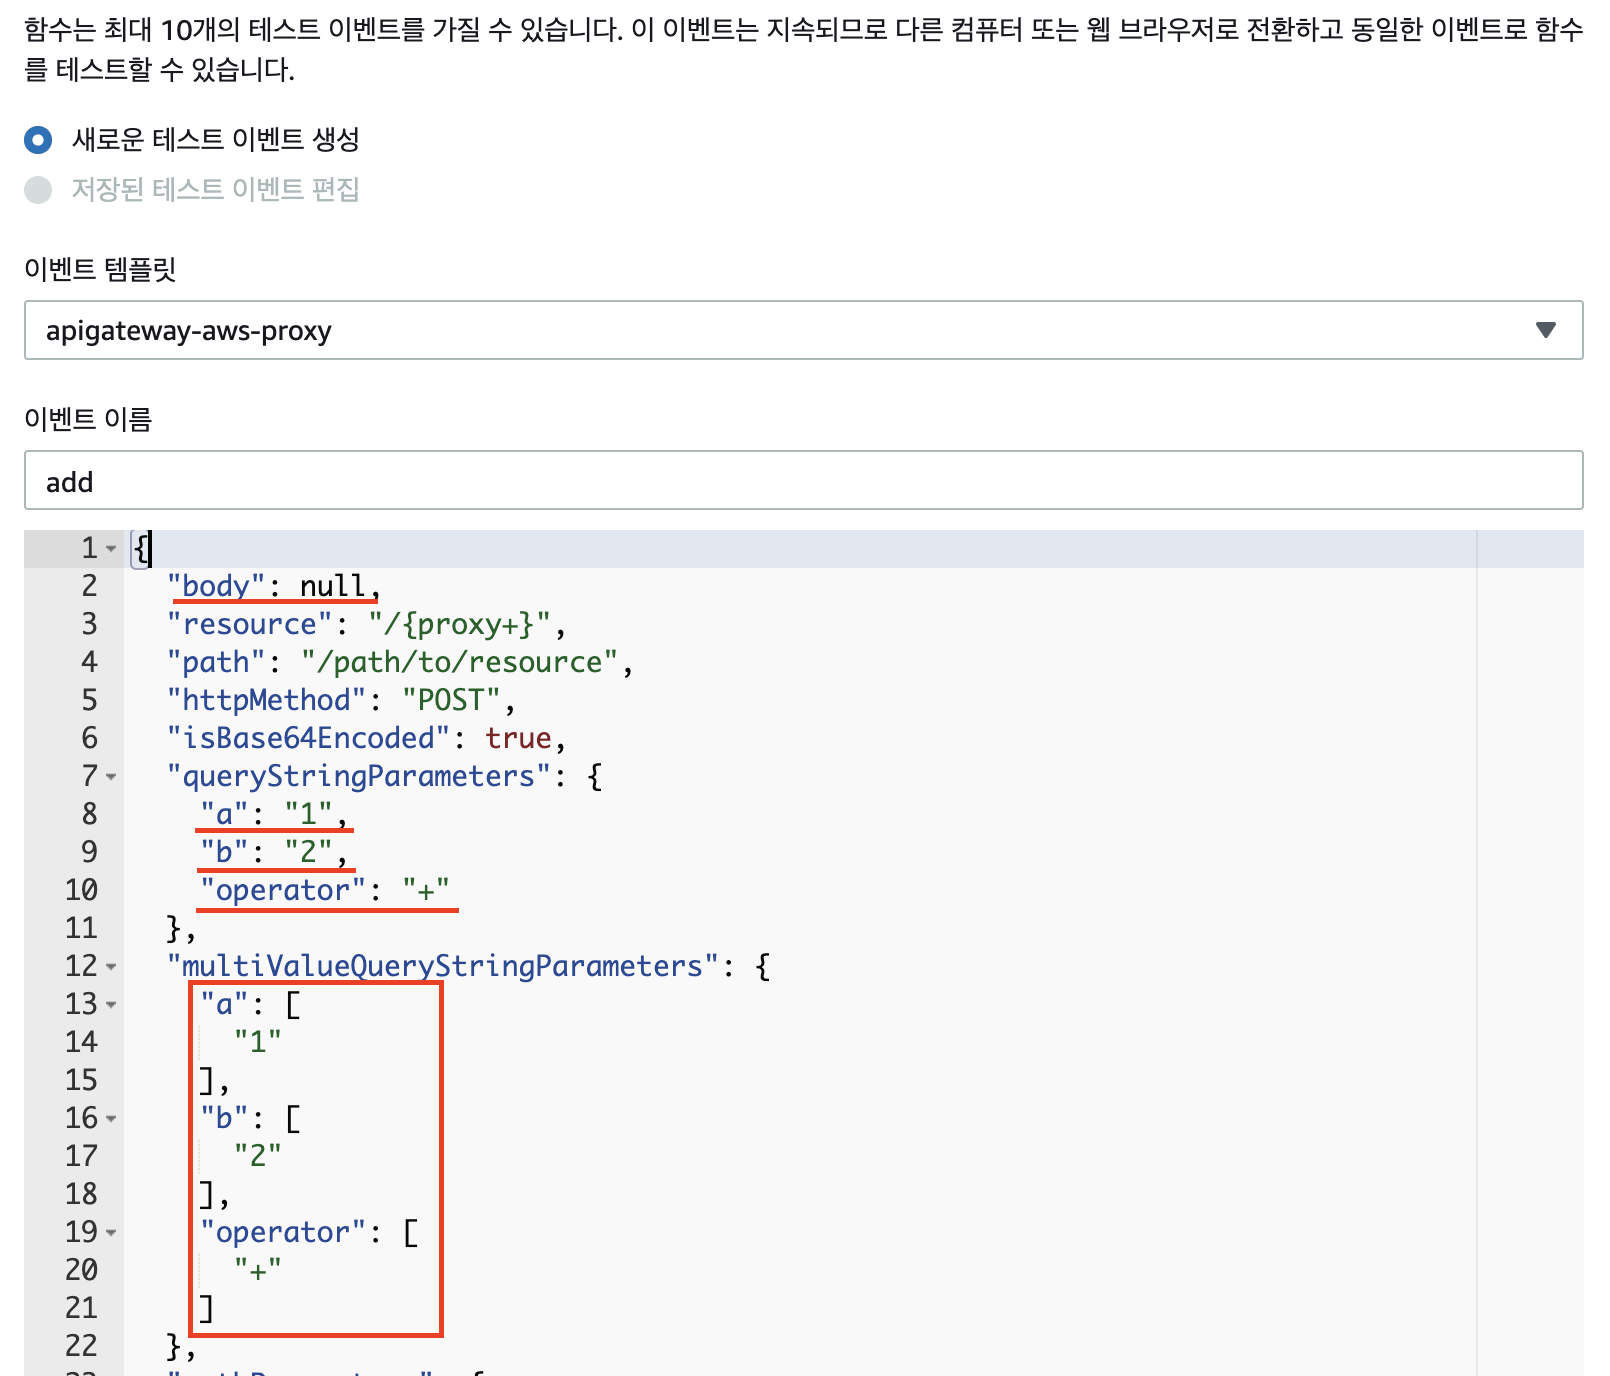 함수는 최대 10개의 테스트 이벤트를 가질 수 있습니다. 이 이벤트는 지속되므로 다른 컴퓨터 또는 웹 브라우저로 전환하고 동일한 이벤트로 함수
를 테스트할 수 있습니다.
새로운 테스트 이벤트 생성
저장된 테스트 이벤트 편집
이벤트 템플릿
apigateway-aws-proxy
이벤트 이름
add
1 {
2 "body": null,
3 "resource": "/{proxy+}",
4 "path": "/path/to/resource",
5 "httpMethod": "POST",
6 "isBase64Encoded": true,
7 "queryStringParameters": {
8 "a": "1",
9 "b": "2",
10 "operator": "+"
11 },
12 "multiValueQueryStringParameters": {
13 "a": [
14 "1"
15 ],
16 "b": [
17 "2"
18 ],
19 "operator": [
20 "+"
21 ]
22 },